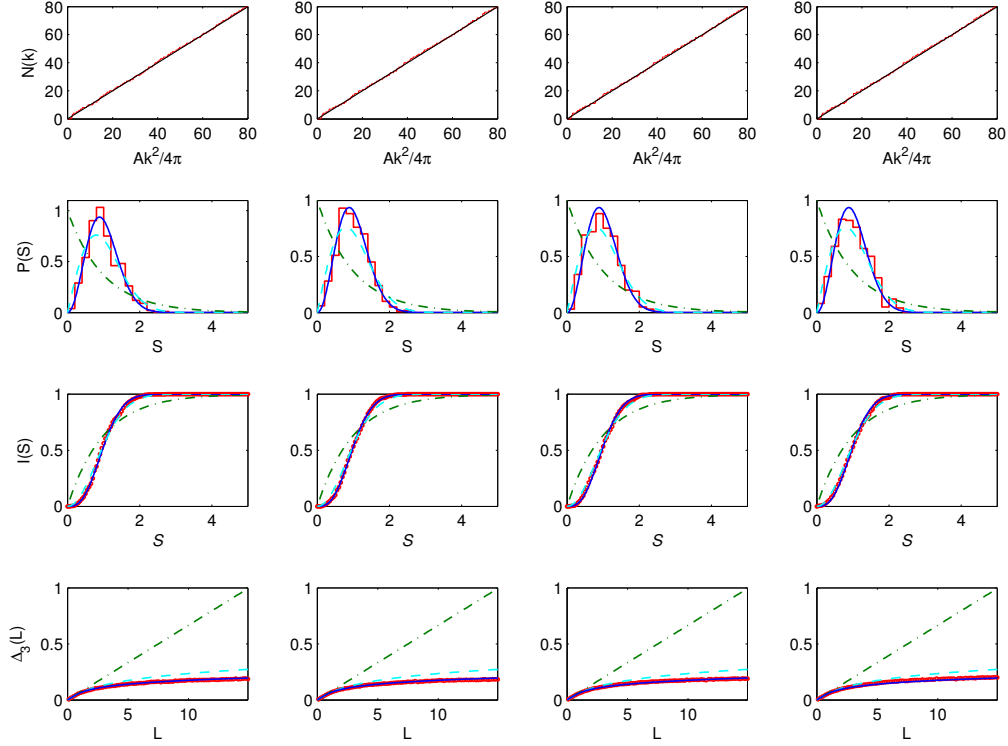 80 80 80 80
60 60 60 60
N(k)
40 40 40 40
20 20 20 20
0 0 0 0
0 20 40 60 80 0 20 40 60 80 0 20 40 60 80 0 20 40 60 80
Ak²/4π Ak²/4π Ak²/4π Ak²/4π
1 1 1 1
P(S)
0.5 0.5 0.5 0.5
0 0 0 0
0 2 4 0 2 4 0 2 4 0 2 4
S S S S
1 1 1 1
I(S)
0.5 0.5 0.5 0.5
0 0 0 0
0 2 4 0 2 4 0 2 4 0 2 4
S S S S
1 1 1 1
Δ₃(L)
0.5 0.5 0.5 0.5
0 0 0 0
0 5 10 0 5 10 0 5 10 0 5 10
L L L L